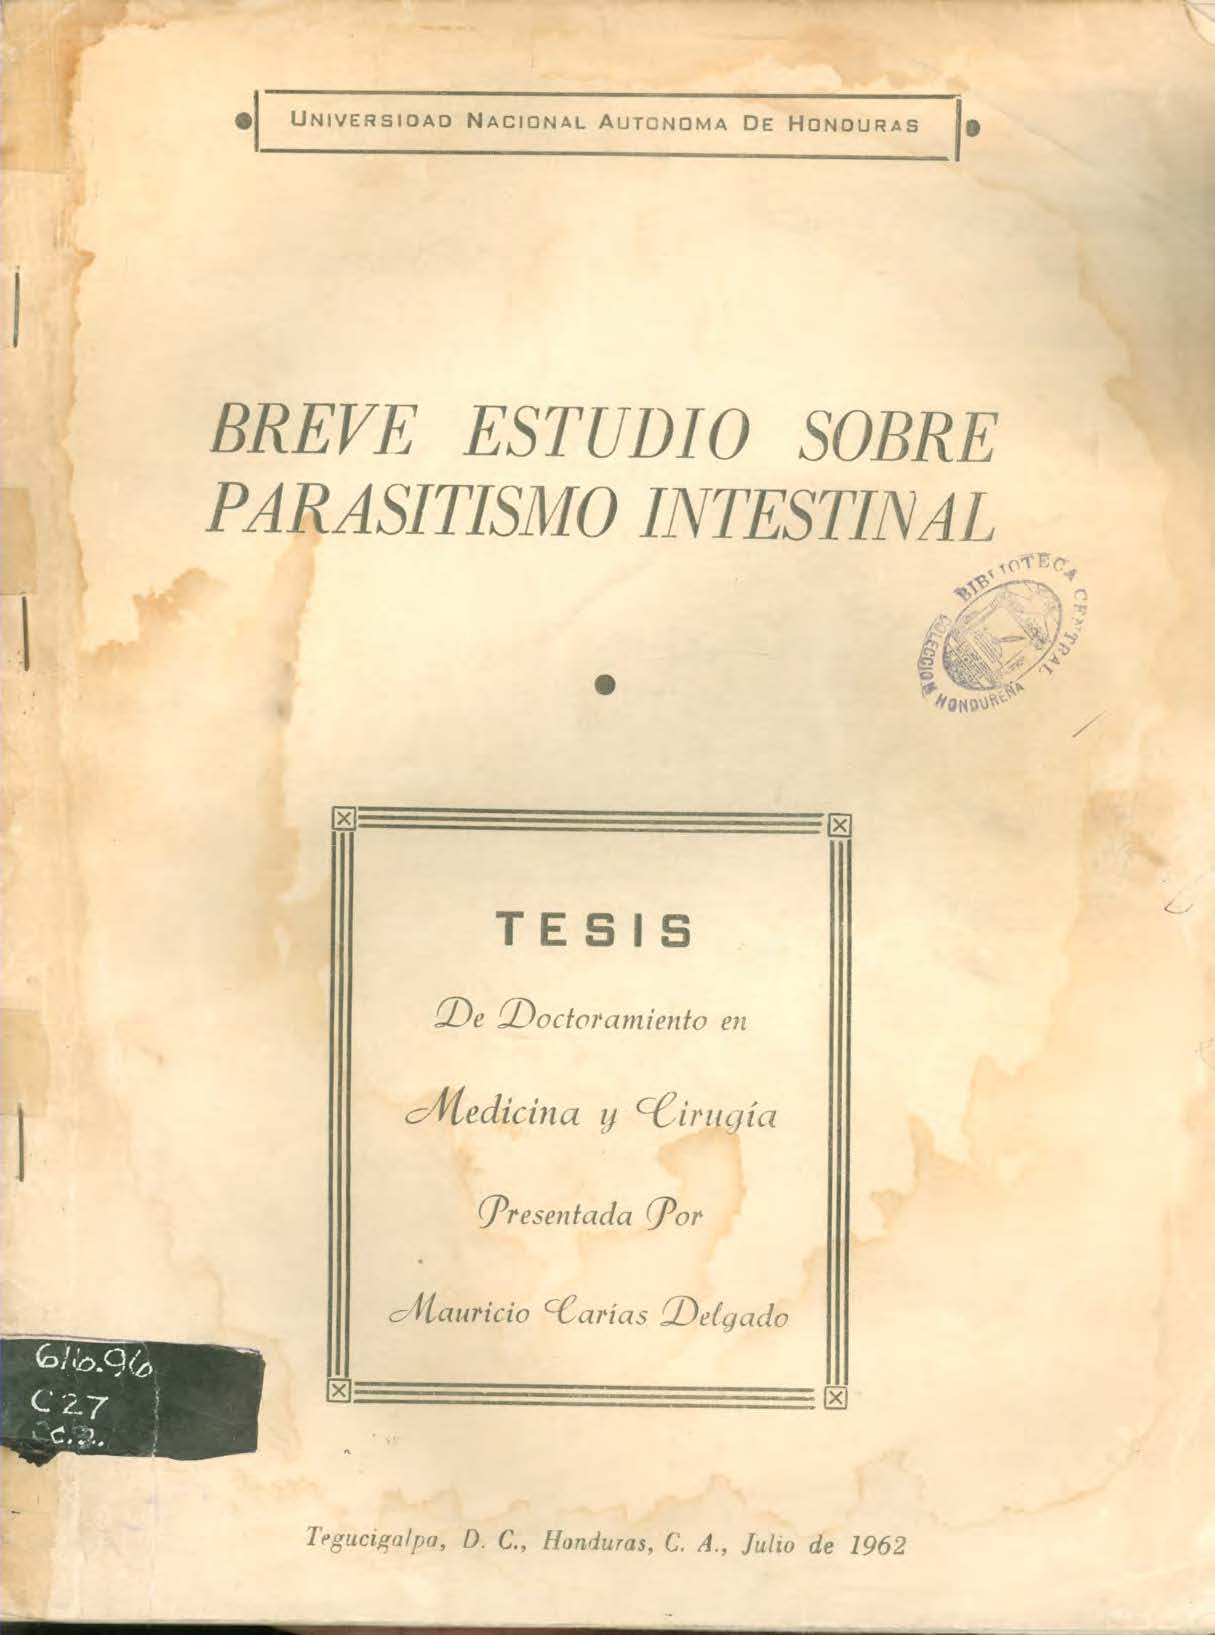 UNIVERSIDAD NACIONAL AUTONOMA DE HONDURAS
BREVE ESTUDIO SOBRE
PARASITISMO INTESTINAL
BIBLIOTECA CENTRAL
COLECCION HONDUREÑA
TESIS
De Doctoramiento en
Medicina y Cirugía
Presentada Por
Mauricio Carías Delgado
616.96
C27
c.2.
Tegucigalpa, D. C., Honduras, C. A., Julio de 1962